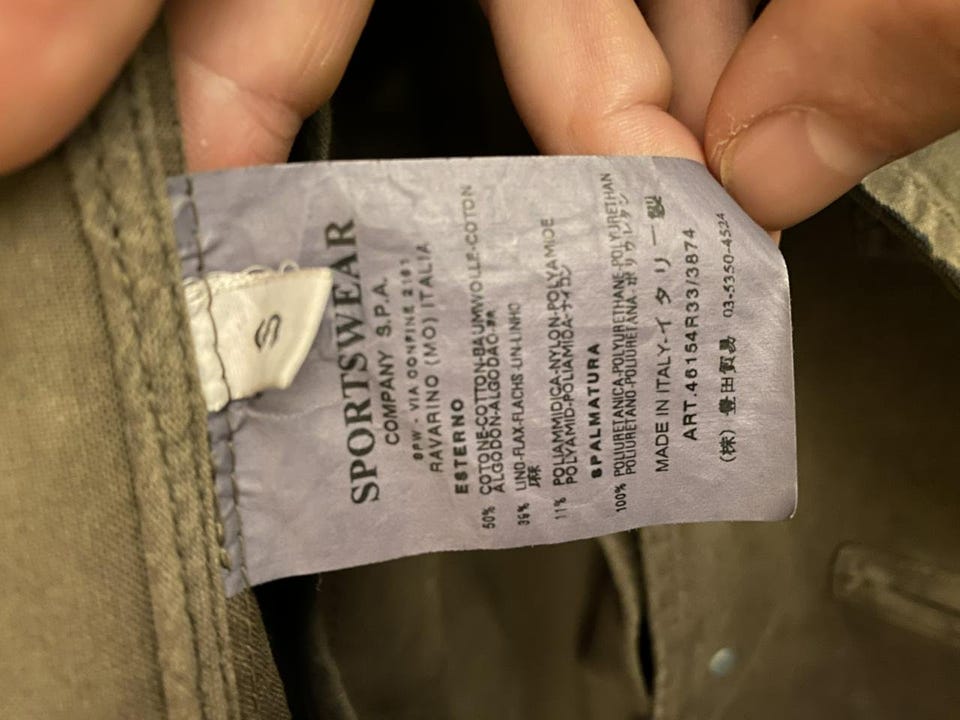 S
SPORTSWEAR
COMPANY S.P.A.
SPW - VIA CONFINE 2161
RAVARINO (MO) ITALIA
ESTERNO
50% COTONE-COTTON-BAUMWOLLE-COTON
ALGODON-ALGODAO-綿
39% LINO-FLAX-FLACHS-LIN-LINHO
麻
11% POLIAMMIDICA-NYLON-POLYAMIDE
POLYAMID-POLIAMIDA-ナイロン
SPALMATURA
100% POLIURETANICA-POLYURETHANE-POLYURETHAN
POLIURETANO-POLIURETANA-ポリウレタン
MADE IN ITALY-イタリー製
ART.46154R33/3874
(株) 豊田貿易 03-5350-4524